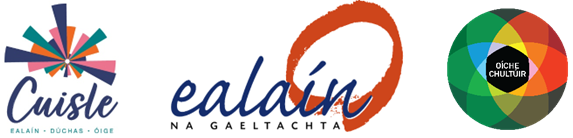 Cuisle
EALAÍN • DÚCHAS • ÓIGE
ealaín
NA GAELTACHTA
OÍCHE
CHULTÚIR